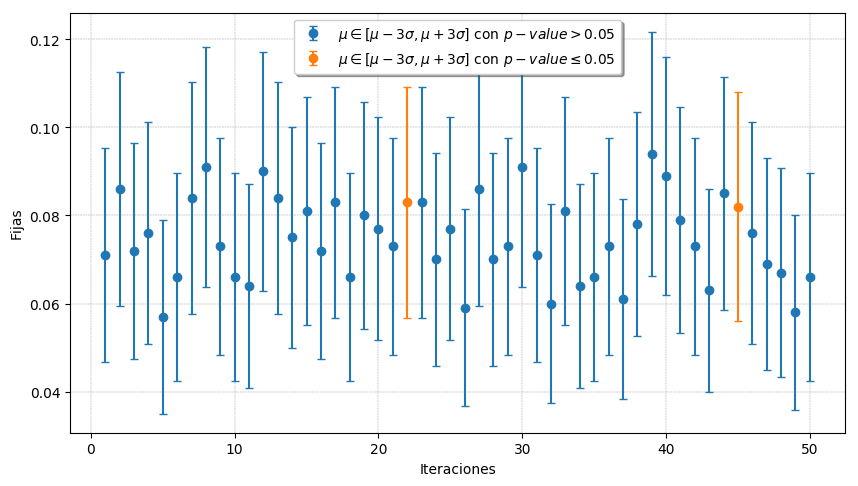 μ ∈ [μ − 3σ, μ + 3σ] con p − value > 0.05
μ ∈ [μ − 3σ, μ + 3σ] con p − value ≤ 0.05
0.12
0.10
0.08
0.06
0.04
Fijas
0 10 20 30 40 50
Iteraciones